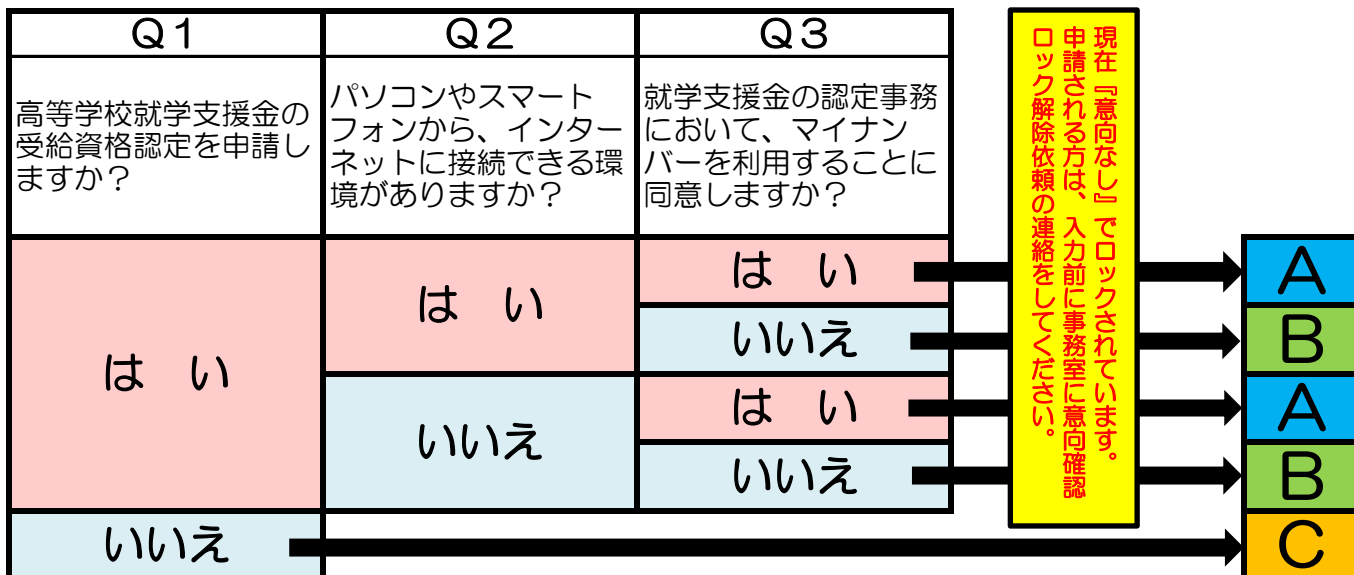 Q1
Q2
Q3
高等学校就学支援金の
受給資格認定を申請し
ますか？
パソコンやスマート
フォンから、インター
ネットに接続できる環
境がありますか？
就学支援金の認定事務
において、マイナン
バーを利用することに
同意しますか？
現在『意向なし』でロックされています。
申請される方は、入力前に事務室に意向確認
ロック解除依頼の連絡をしてください。
はい
はい
はい
A
いいえ
B
いいえ
はい
A
いいえ
B
いいえ
C